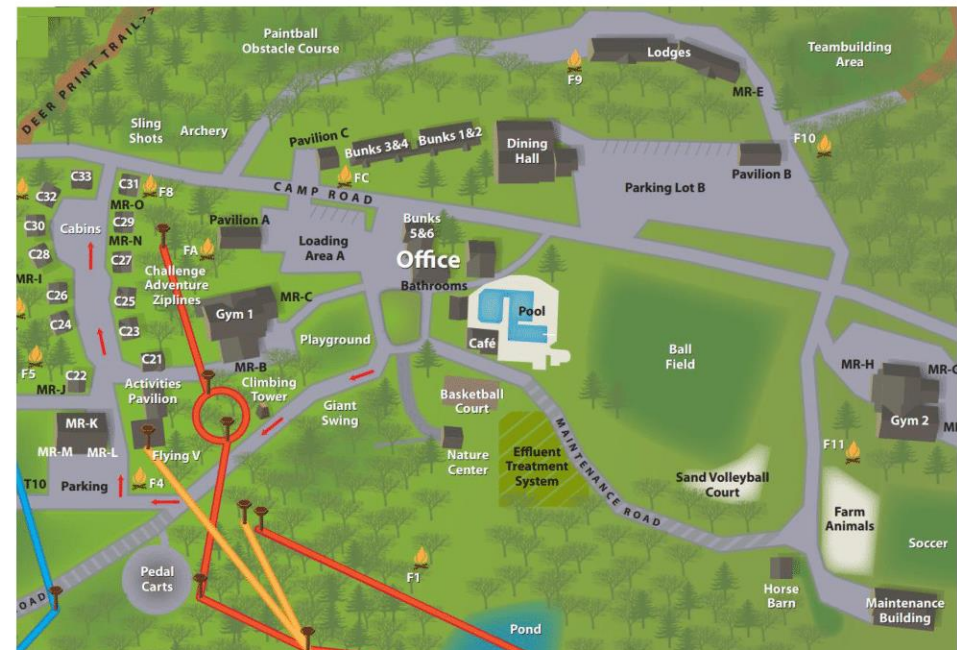 DEER PRINT TRAIL>>
Paintball
Obstacle Course
Lodges
Teambuilding
Area
F9
MR-E
Sling
Shots
Archery
Pavilion C
Bunks 3&4
Bunks 1&2
Dining
Hall
F10
Pavilion B
Parking Lot B
C33
C31
F8
FC
CAMP ROAD
C32
MR-O
C30
Cabins
C29
MR-N
Pavilion A
FA
Loading
Area A
Bunks
5&6
Office
C28
C27
MR-I
Challenge
Adventure
Ziplines
Bathrooms
C26
C25
MR-C
Gym 1
Pool
C24
C23
Playground
Café
Ball
Field
F5
C21
MR-B
C22
MR-J
Activities
Pavilion
Climbing
Tower
Giant
Swing
Basketball
Court
MR-H
Gym 2
MR-K
MR-M
MR-L
Flying V
Nature
Center
Effluent
Treatment
System
MAINTENANCE ROAD
F11
Sand Volleyball
Court
T10
Parking
F4
Farm
Animals
Soccer
Pedal
Carts
F1
Horse
Barn
ROAD
Pond
Maintenance
Building